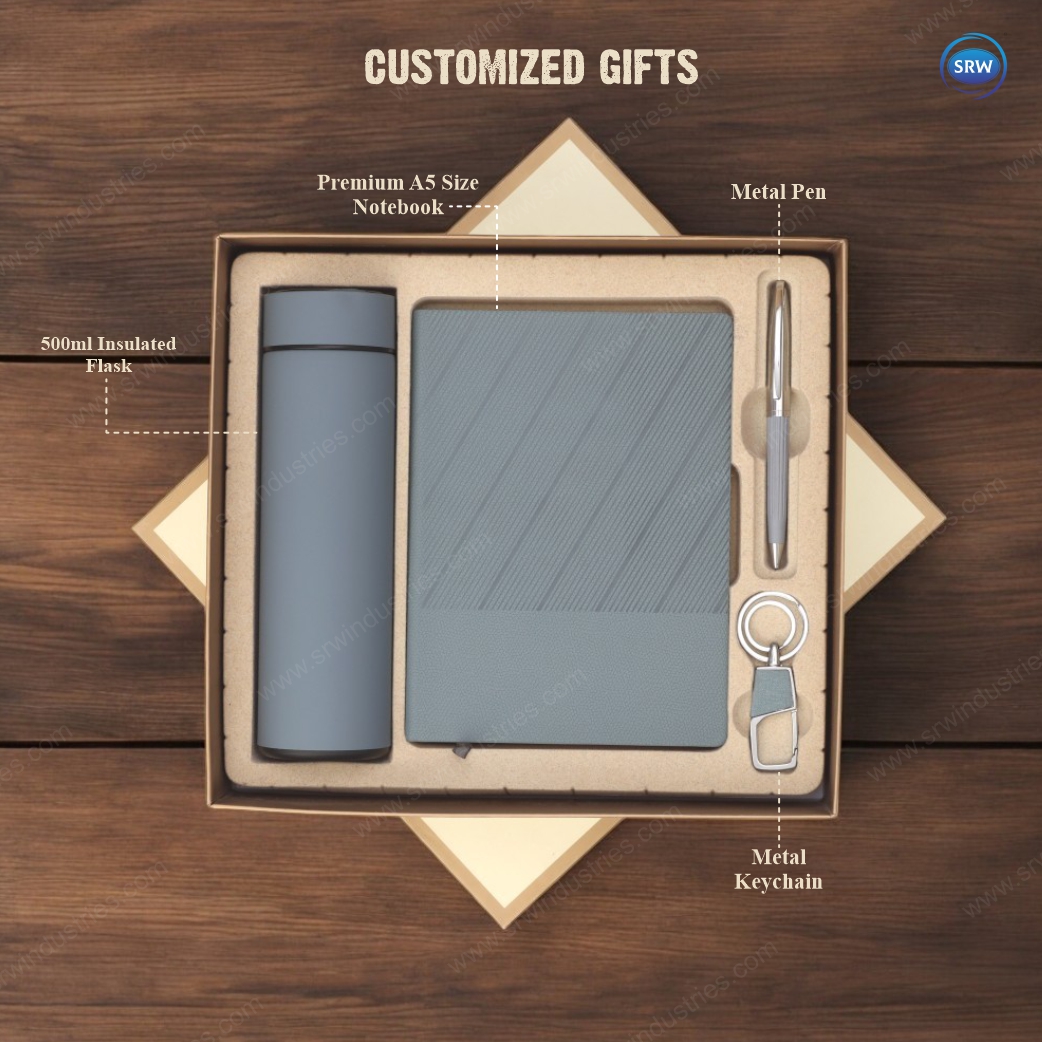 CUSTOMIZED GIFTS
SRW
Premium A5 Size
Notebook
Metal Pen
500ml Insulated
Flask
Metal
Keychain
www.srwindustries.com